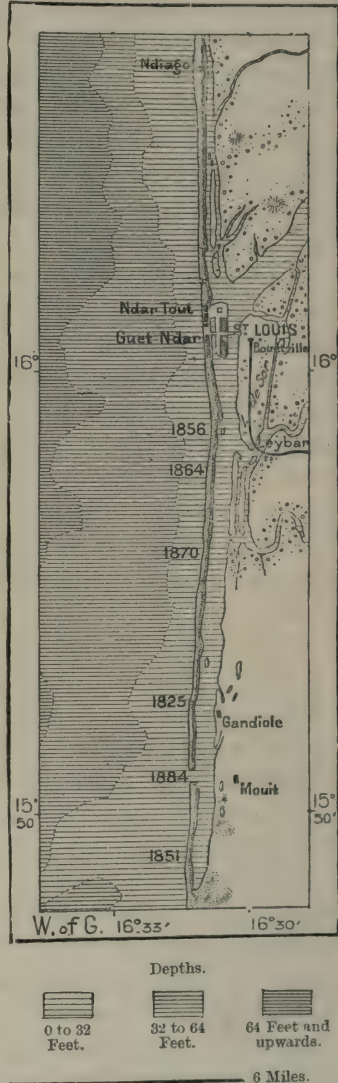 Ndiago
Ndar Tout
ST LOUIS
Guet Ndar
16°
16°
1856
1864
1870
1825
Gandiole
1884
Mouit
15°
50'
15°
50'
1851
W. of G. 16°33' 16°30'
Depths.
0 to 32
Feet.
32 to 64
Feet.
64 Feet and
upwards.
6 Miles.